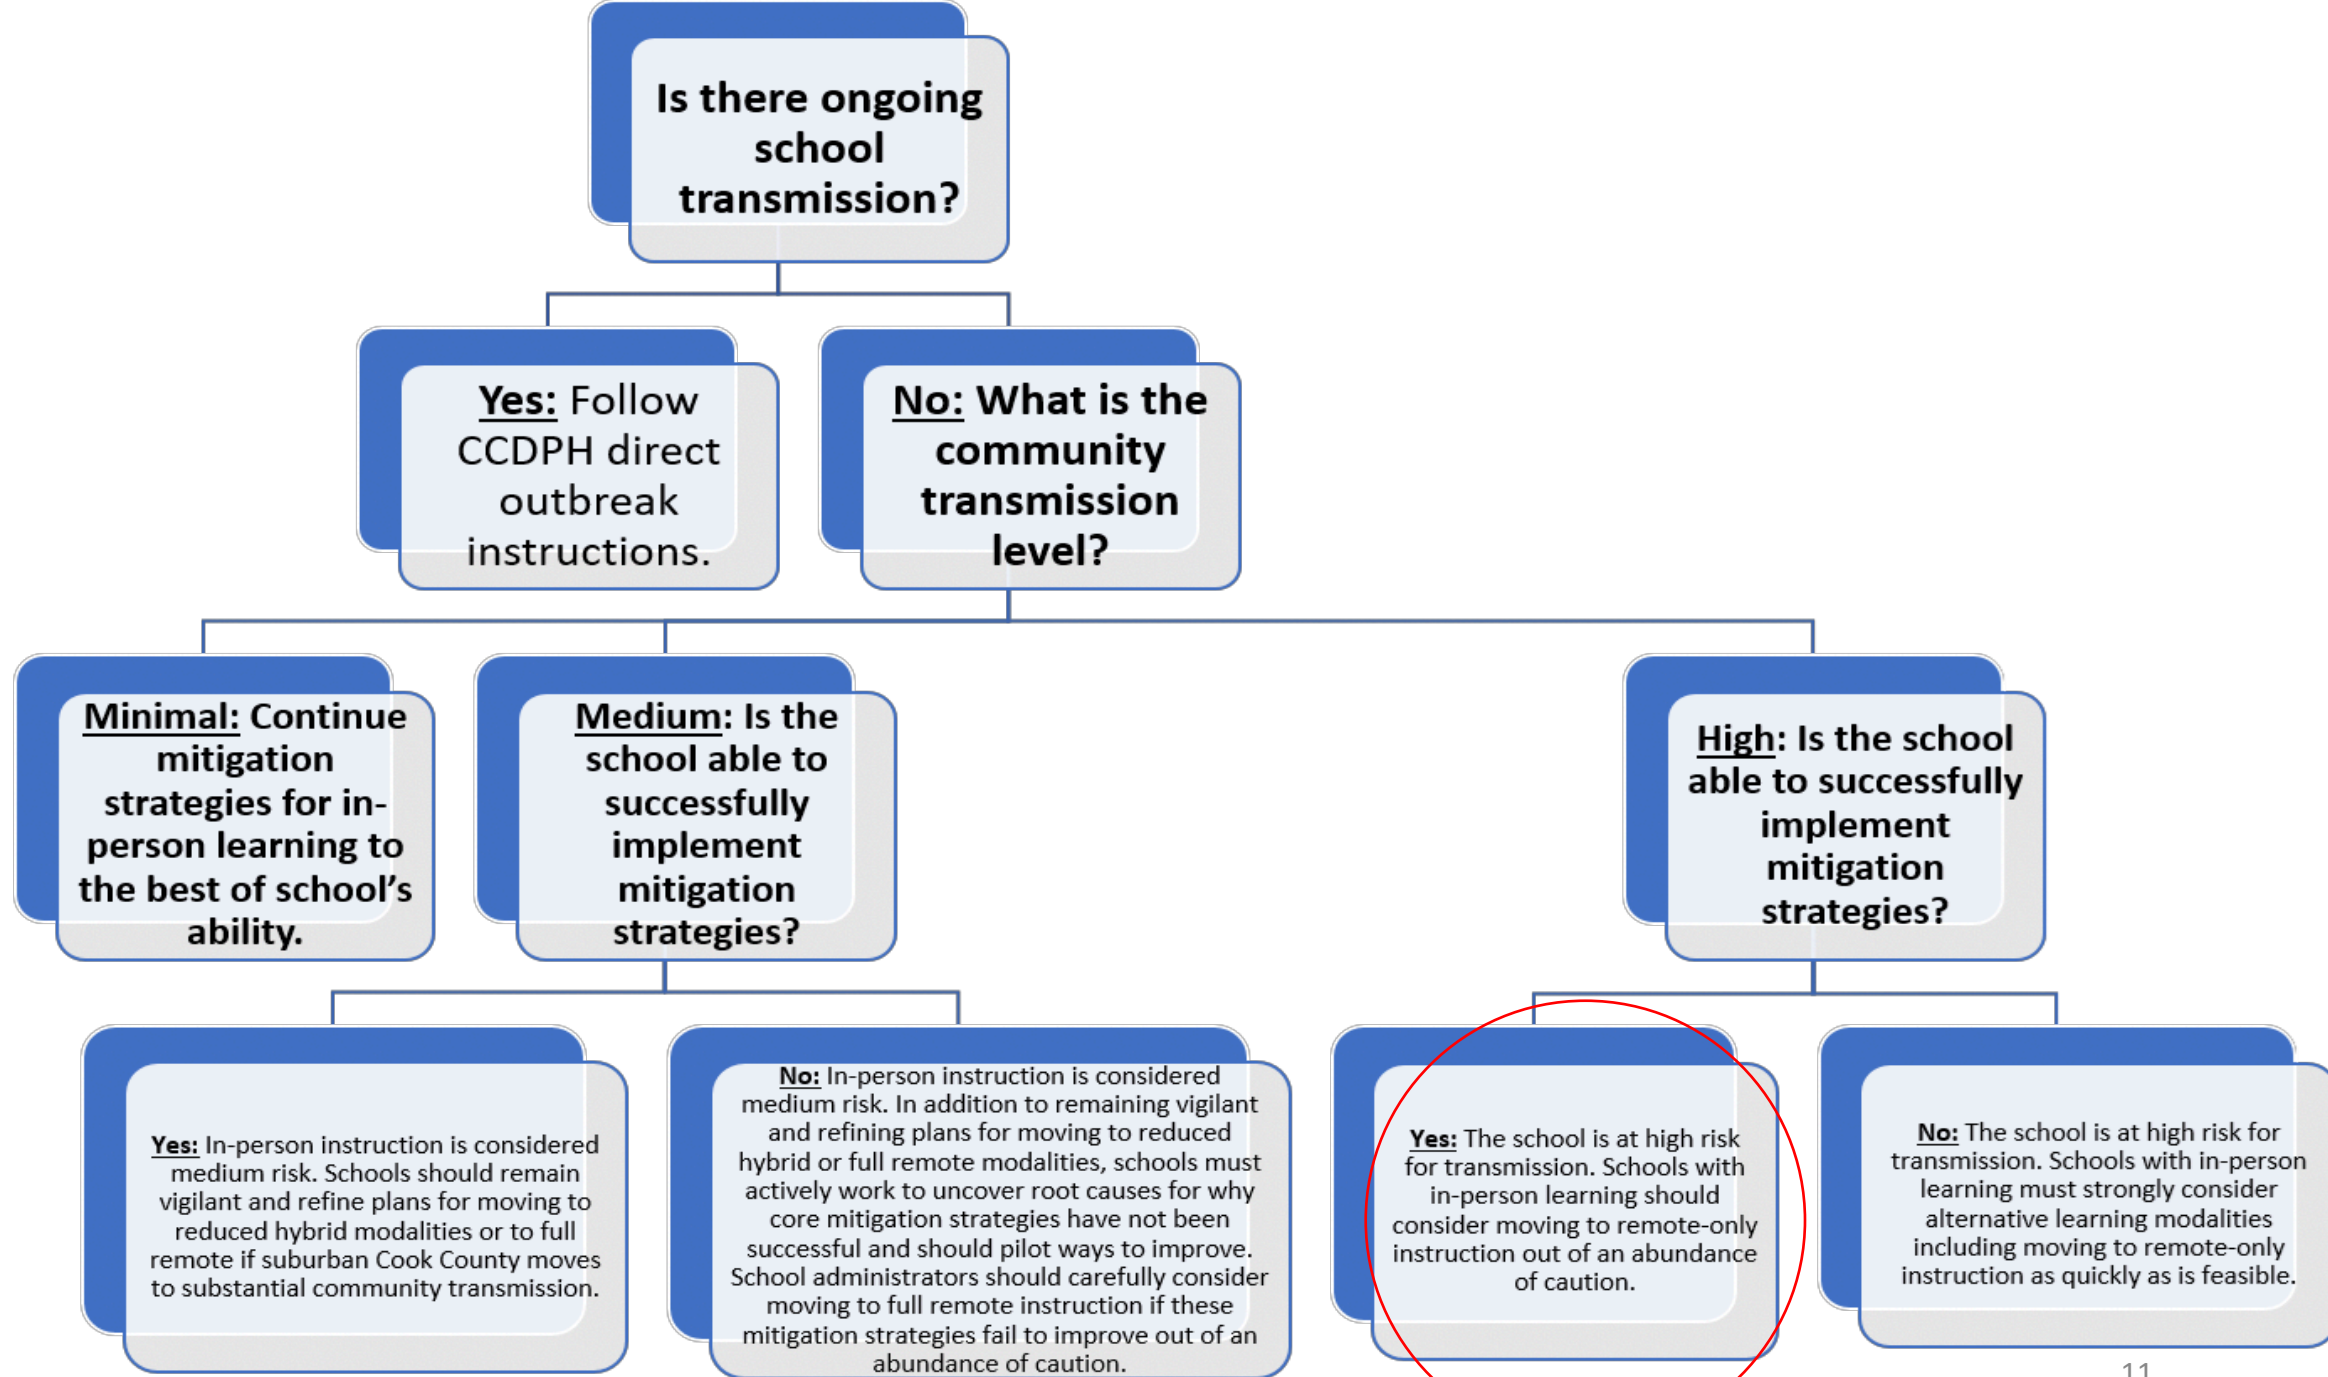 Is there ongoing
school
transmission?
Yes: Follow
CCDPH direct
outbreak
instructions.
No: What is the
community
transmission
level?
Minimal: Continue
mitigation
strategies for in-
person learning to
the best of school’s
ability.
Medium: Is the
school able to
successfully
implement
mitigation
strategies?
High: Is the school
able to successfully
implement
mitigation
strategies?
Yes: In-person instruction is considered
medium risk. Schools should remain
vigilant and refine plans for moving to
reduced hybrid modalities or to full
remote if suburban Cook County moves
to substantial community transmission.
No: In-person instruction is considered
medium risk. In addition to remaining vigilant
and refining plans for moving to reduced
hybrid or full remote modalities, schools must
actively work to uncover root causes for why
core mitigation strategies have not been
successful and should pilot ways to improve.
School administrators should carefully consider
moving to full remote instruction if these
mitigation strategies fail to improve out of an
abundance of caution.
Yes: The school is at high risk
for transmission. Schools with
in-person learning should
consider moving to remote-only
instruction out of an abundance
of caution.
No: The school is at high risk for
transmission. Schools with in-person
learning must strongly consider
alternative learning modalities
including moving to remote-only
instruction as quickly as is feasible.
11